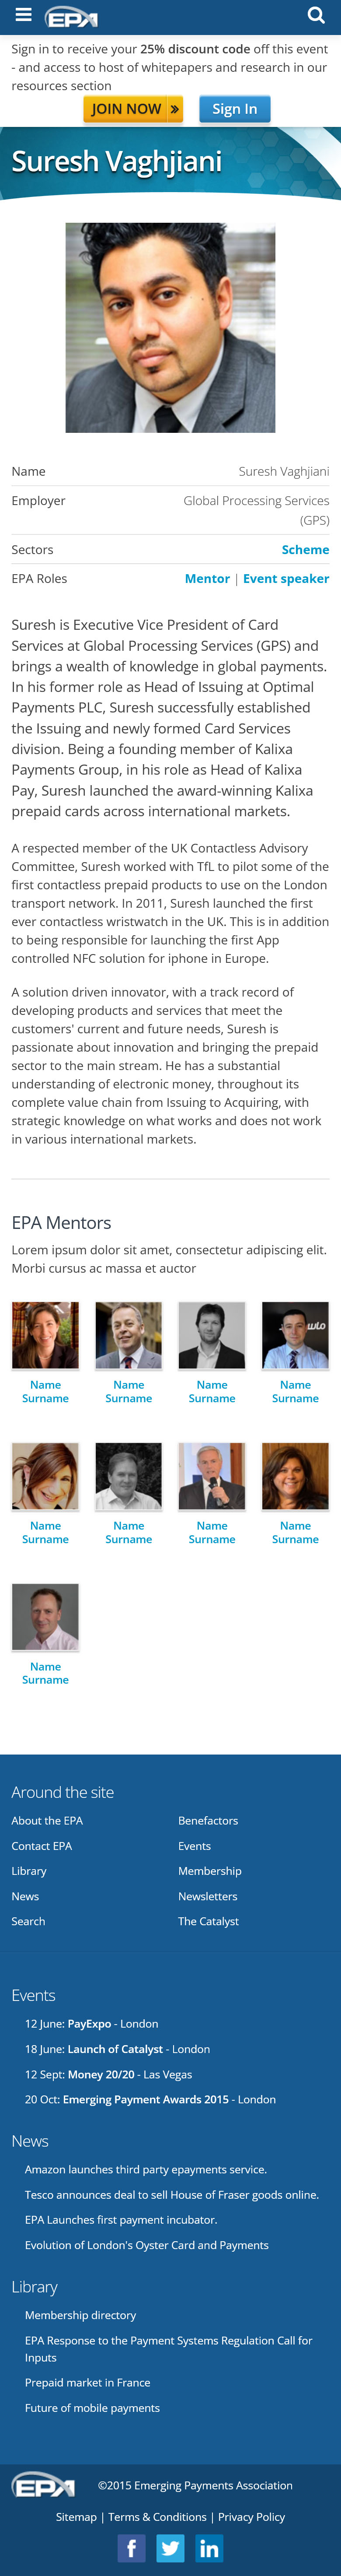 EPA
Sign in to receive your 25% discount code off this event
- and access to host of whitepapers and research in our
resources section
JOIN NOW »
Sign In
Suresh Vaghjiani
Name Suresh Vaghjiani
Employer Global Processing Services
(GPS)
Sectors Scheme
EPA Roles Mentor | Event speaker
Suresh is Executive Vice President of Card
Services at Global Processing Services (GPS) and
brings a wealth of knowledge in global payments.
In his former role as Head of Issuing at Optimal
Payments PLC, Suresh successfully established
the Issuing and newly formed Card Services
division. Being a founding member of Kalixa
Payments Group, in his role as Head of Kalixa
Pay, Suresh launched the award-winning Kalixa
prepaid cards across international markets.
A respected member of the UK Contactless Advisory
Committee, Suresh worked with TfL to pilot some of the
first contactless prepaid products to use on the London
transport network. In 2011, Suresh launched the first
ever contactless wristwatch in the UK. This is in addition
to being responsible for launching the first App
controlled NFC solution for iphone in Europe.
A solution driven innovator, with a track record of
developing products and services that meet the
customers' current and future needs, Suresh is
passionate about innovation and bringing the prepaid
sector to the main stream. He has a substantial
understanding of electronic money, throughout its
complete value chain from Issuing to Acquiring, with
strategic knowledge on what works and does not work
in various international markets.
EPA Mentors
Lorem ipsum dolor sit amet, consectetur adipiscing elit.
Morbi cursus ac massa et auctor
Name Name Name Name
Surname Surname Surname Surname
Name Name Name Name
Surname Surname Surname Surname
Name
Surname
Around the site
About the EPA Benefactors
Contact EPA Events
Library Membership
News Newsletters
Search The Catalyst
Events
12 June: PayExpo - London
18 June: Launch of Catalyst - London
12 Sept: Money 20/20 - Las Vegas
20 Oct: Emerging Payment Awards 2015 - London
News
Amazon launches third party epayments service.
Tesco announces deal to sell House of Fraser goods online.
EPA Launches first payment incubator.
Evolution of London's Oyster Card and Payments
Library
Membership directory
EPA Response to the Payment Systems Regulation Call for
Inputs
Prepaid market in France
Future of mobile payments
EPA ©2015 Emerging Payments Association
Sitemap | Terms & Conditions | Privacy Policy